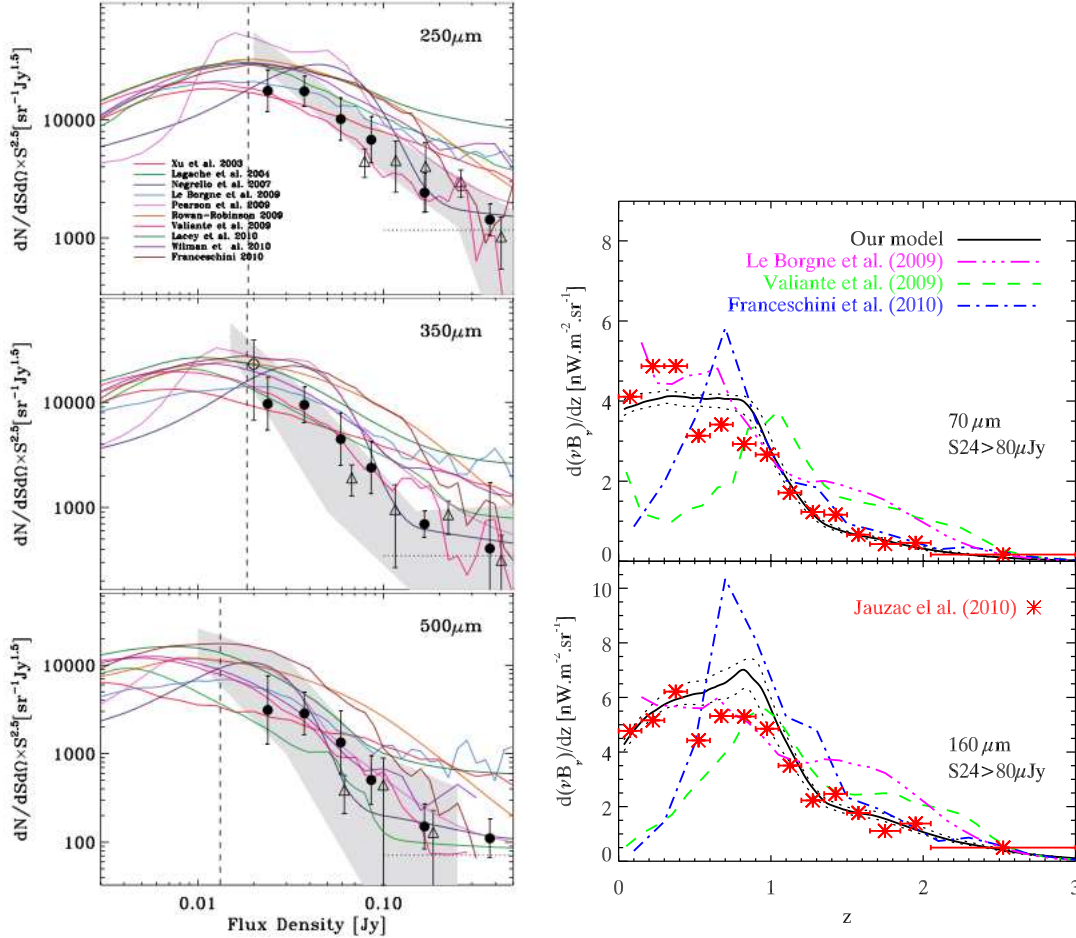 250μm
dN/dSdΩ×S^2.5[sr^-1Jy^1.5]
10000
1000
Xu et al. 2003
Lagache et al. 2004
Negrello et al. 2007
Le Borgne et al. 2009
Pearson et al. 2009
Rowan-Robinson 2009
Valiante et al. 2009
Lacey et al. 2010
Wilman et al. 2010
Franceschini 2010
350μm
dN/dSdΩ×S^2.5[sr^-1Jy^1.5]
10000
1000
500μm
dN/dSdΩ×S^2.5[sr^-1Jy^1.5]
10000
1000
100
0.01 0.10
Flux Density [Jy]
Our model
Le Borgne et al. (2009)
Valiante et al. (2009)
Franceschini et al. (2010)
d(νBν)/dz [nW.m^-2.sr^-1]
8
6
4
2
0
70 μm
S24>80μJy
Jauzac el al. (2010)
d(νBν)/dz [nW.m^-2.sr^-1]
10
8
6
4
2
0
160 μm
S24>80μJy
0 1 2 3
z